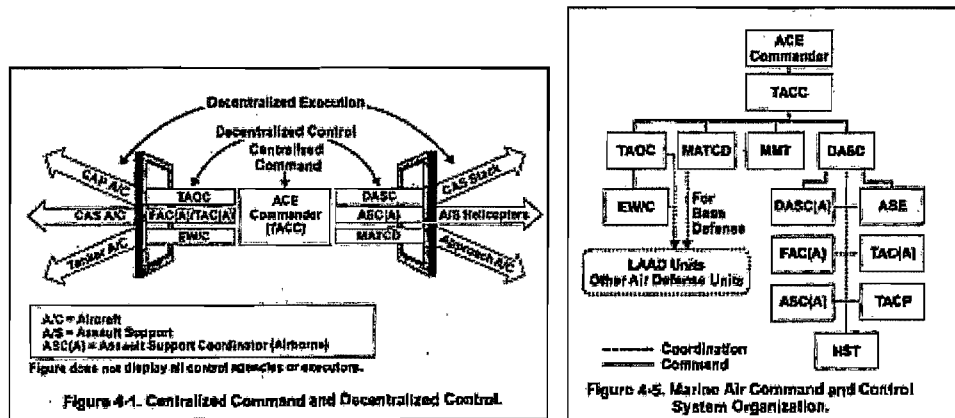 Decentralized Execution
Decentralized Control
Centralized
Command
CAP A/C
CAS A/C
Tanker A/C
TAOC
FAC(A)/TAC(A)
EW/C
ACE
Commander
[TACC]
DASC
ASC(A)
MATCD
CAS Stack
A/S Helicopters
Approach A/C
A/C = Aircraft
A/S = Assault Support
ASC(A) = Assault Support Coordinator (Airborne)
Figure does not display all control agencies or executors.
Figure 4-1. Centralized Command and Decentralized Control.
ACE
Commander
TACC
TAOC
MATCD
MMT
DASC
EW/C
For
Base
Defense
LAAD Units
Other Air Defense Units
DASC(A)
ASE
FAC(A)
TAC(A)
ASC(A)
TACP
HST
Coordination
Command
Figure 4-5. Marine Air Command and Control
System Organization.